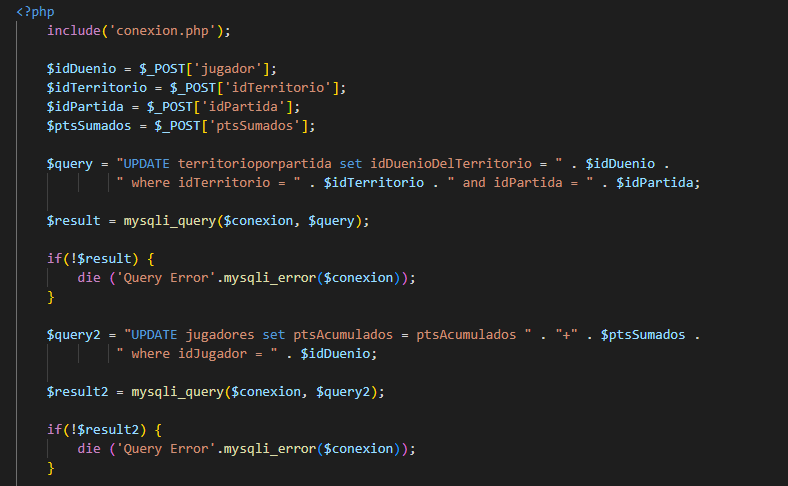 <?php
include('conexion.php');
$idDuenio = $_POST['jugador'];
$idTerritorio = $_POST['idTerritorio'];
$idPartida = $_POST['idPartida'];
$ptsSumados = $_POST['ptsSumados'];
$query = "UPDATE territorioporpartida set idDuenioDelTerritorio = " . $idDuenio .
" where idTerritorio = " . $idTerritorio . " and idPartida = " . $idPartida;
$result = mysqli_query($conexion, $query);
if(!$result) {
die ('Query Error'.mysqli_error($conexion));
}
$query2 = "UPDATE jugadores set ptsAcumulados = ptsAcumulados " . "+" . $ptsSumados .
" where idJugador = " . $idDuenio;
$result2 = mysqli_query($conexion, $query2);
if(!$result2) {
die ('Query Error'.mysqli_error($conexion));
}